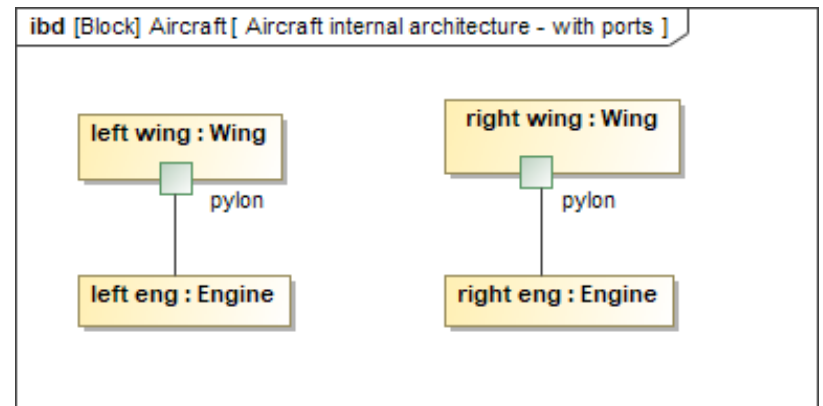 ibd [Block] Aircraft [ Aircraft internal architecture - with ports ]
left wing : Wing
right wing : Wing
pylon
pylon
left eng : Engine
right eng : Engine